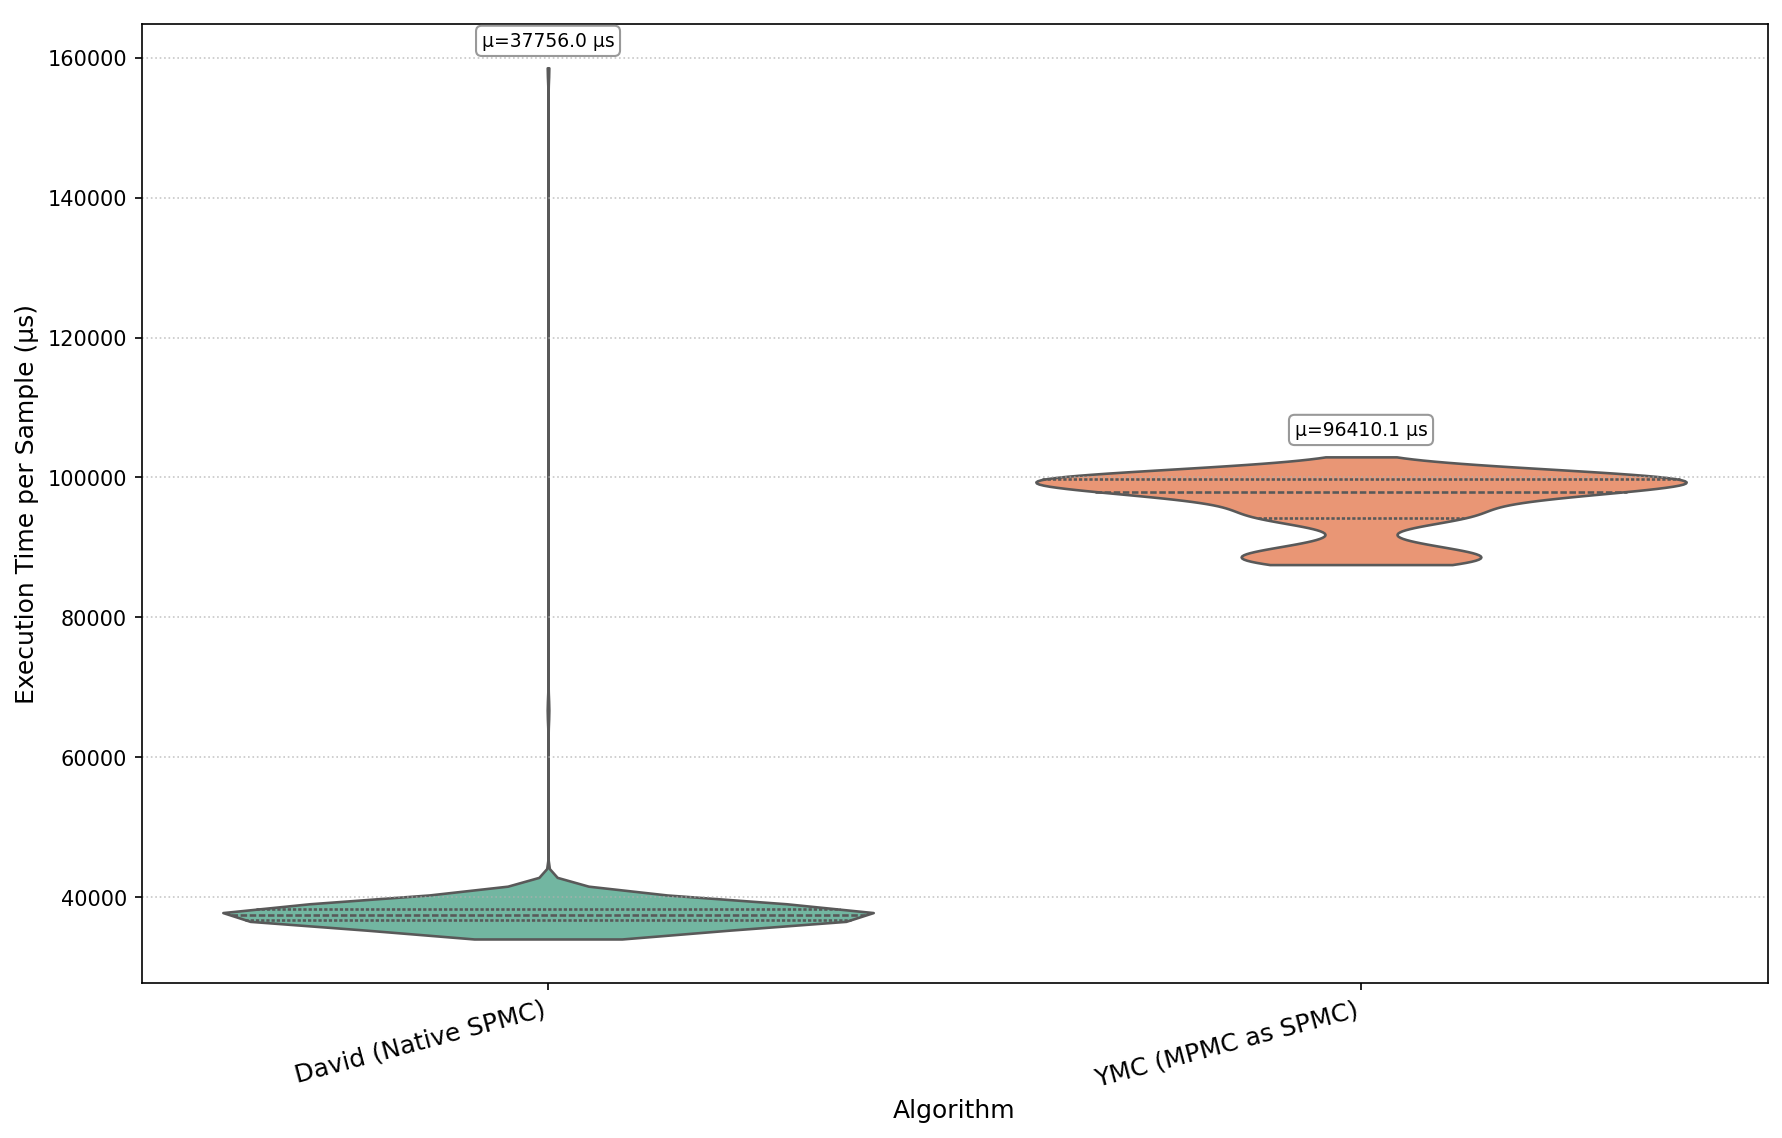 μ=37756.0 μs
160000
140000
120000
μ=96410.1 μs
100000
80000
60000
40000
Execution Time per Sample (μs)
David (Native SPMC)
YMC (MPMC as SPMC)
Algorithm